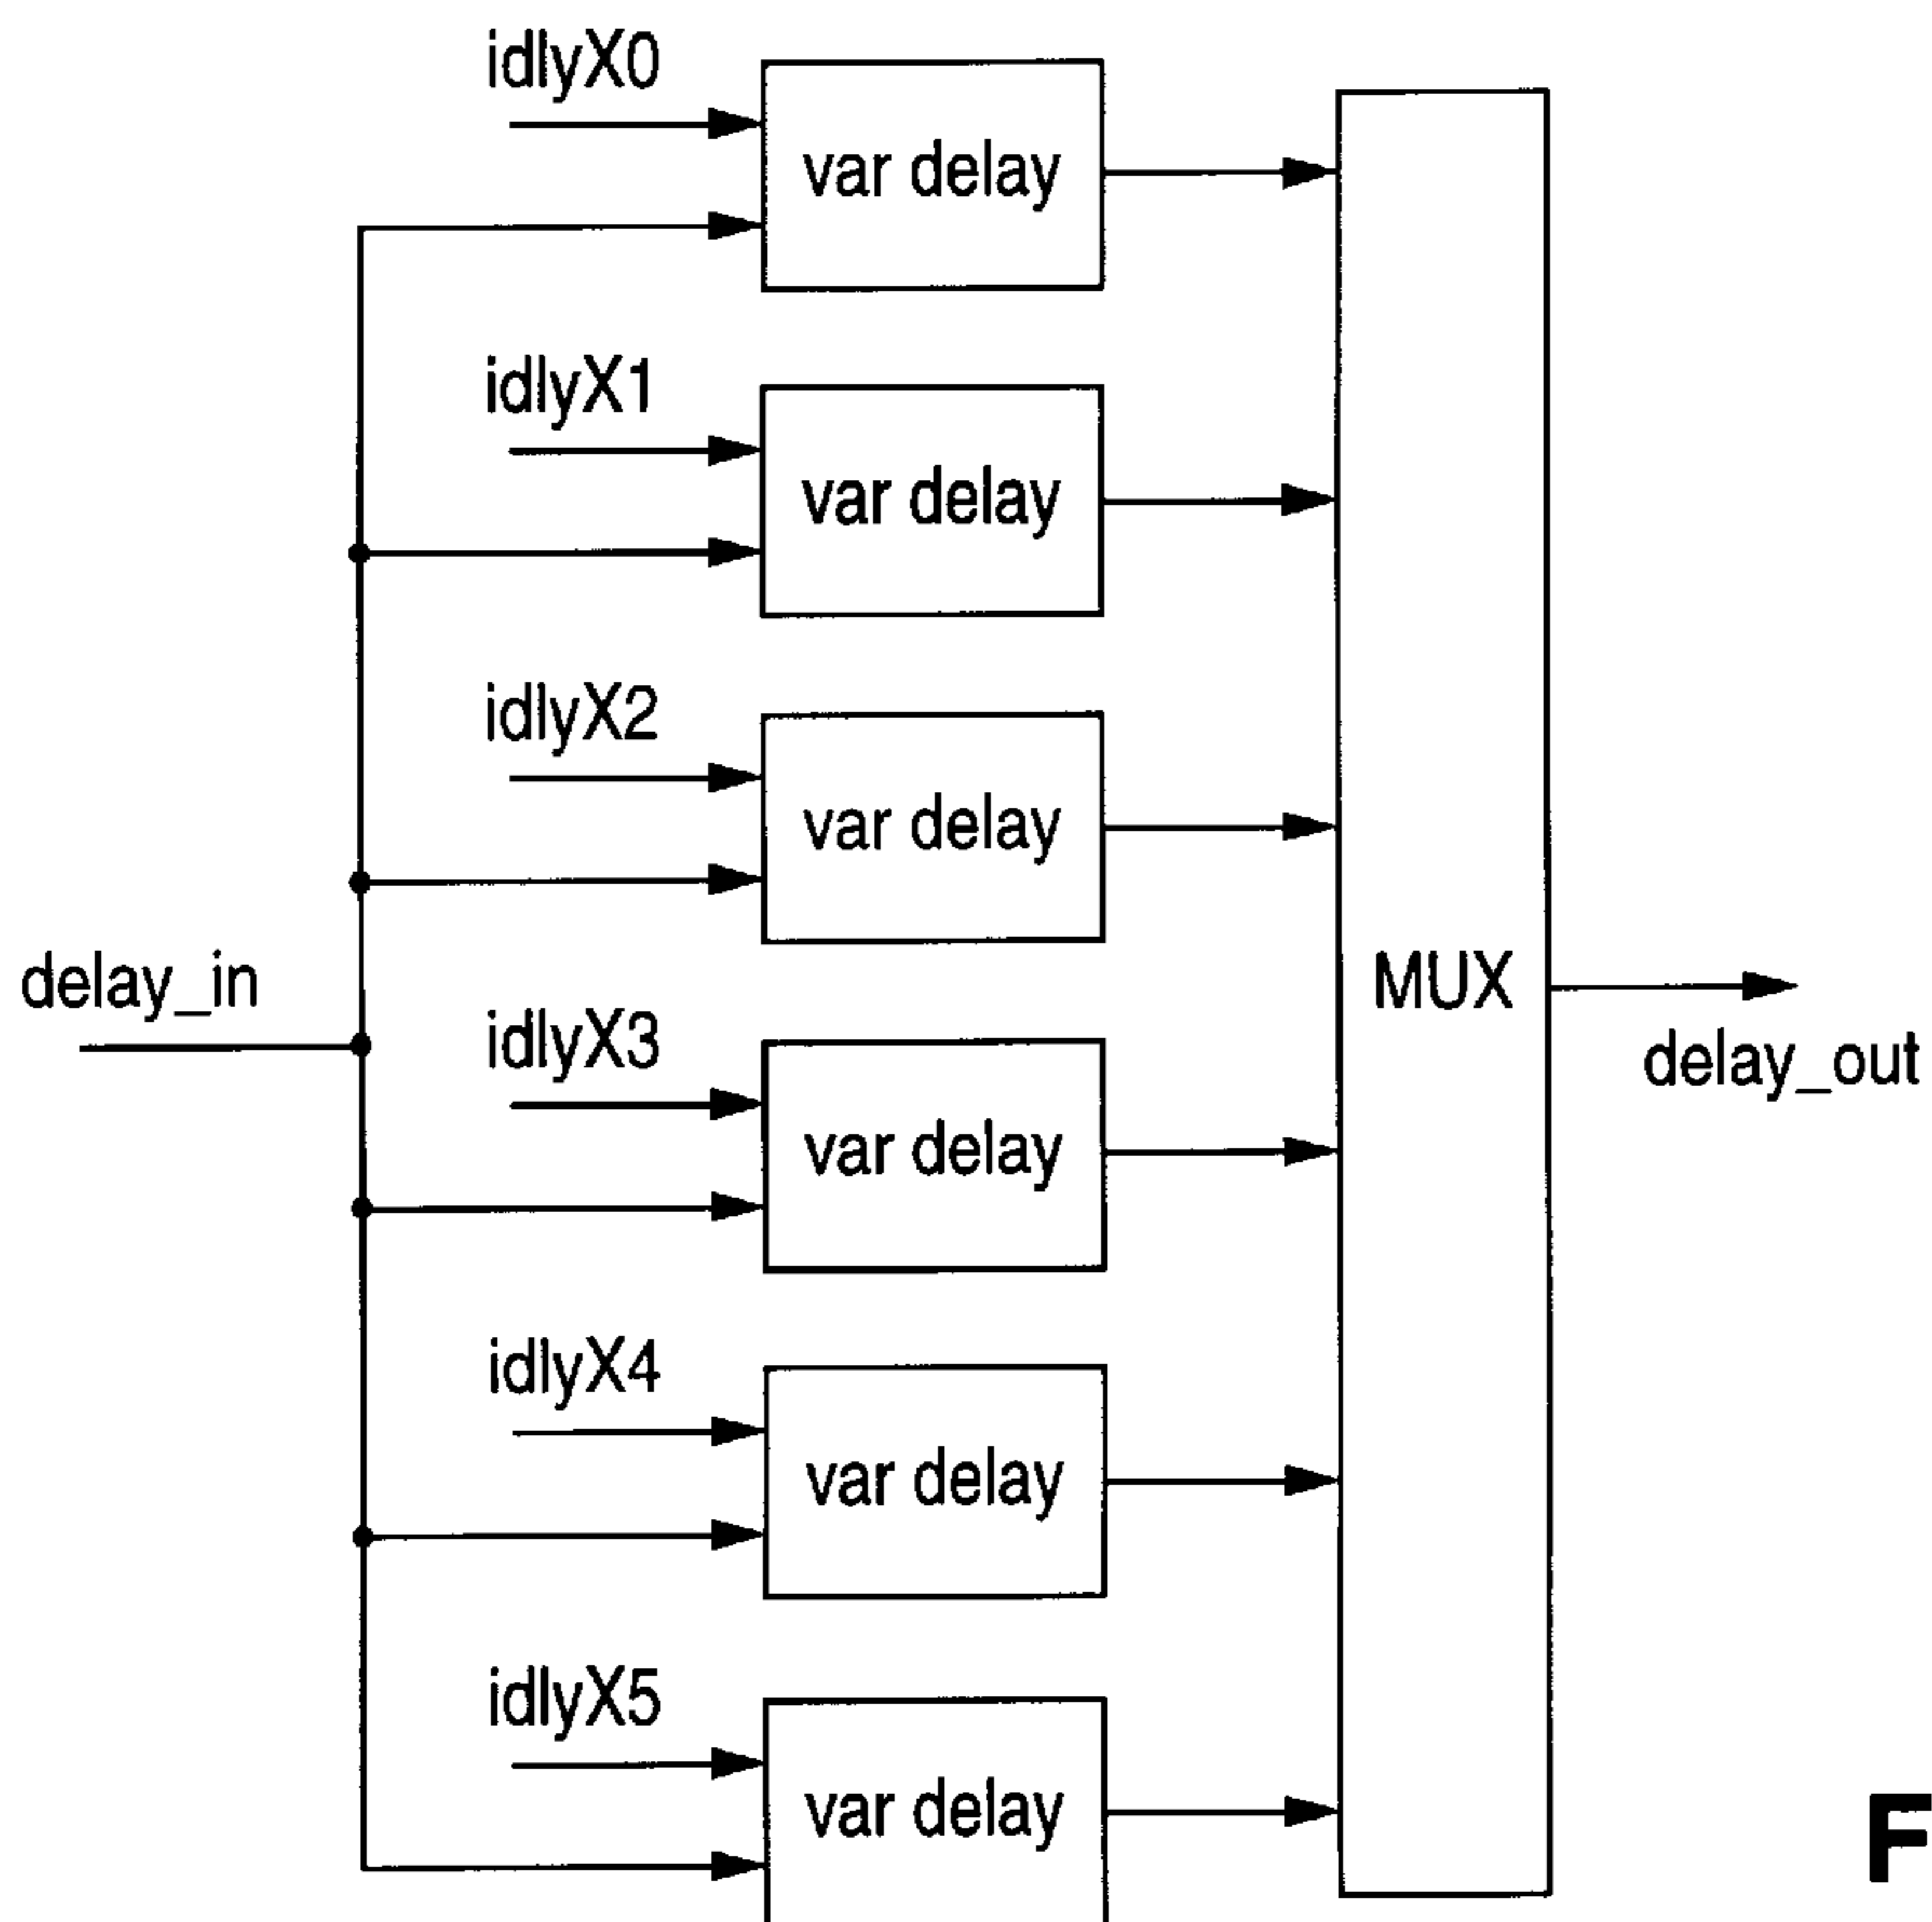 idlyX0
var delay
idlyX1
var delay
idlyX2
var delay
delay_in
MUX
delay_out
idlyX3
var delay
idlyX4
var delay
idlyX5
var delay
F